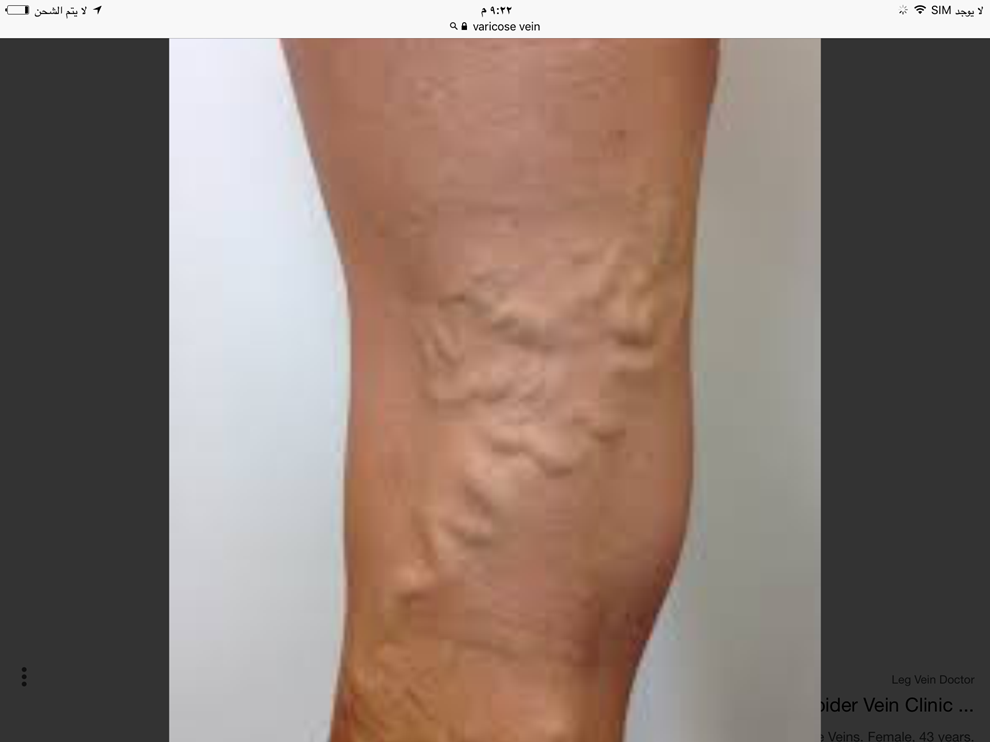 لا يتم الشحن
٩:٢٢ م
لا يوجد SIM
varicose vein
Leg Vein Doctor
Vein Clinic ...
Veins, Female, 43 years,